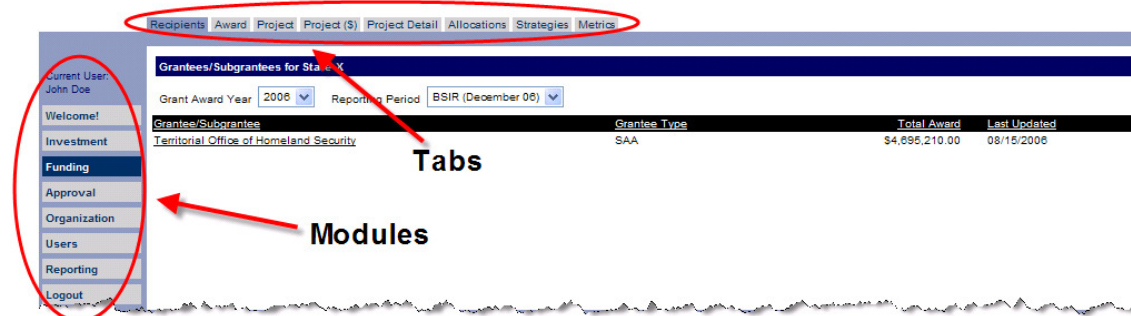 Recipients Award Project Project ($) Project Detail Allocations Strategies Metrics
Current User:
John Doe
Welcome!
Investment
Funding
Approval
Organization
Users
Reporting
Logout
Grantees/Subgrantees for State X
Grant Award Year 2006 Reporting Period BSIR (December 06)
Grantee/Subgrantee Grantee Type Total Award Last Updated
Territorial Office of Homeland Security SAA $4,695,210.00 08/15/2006
Tabs
Modules